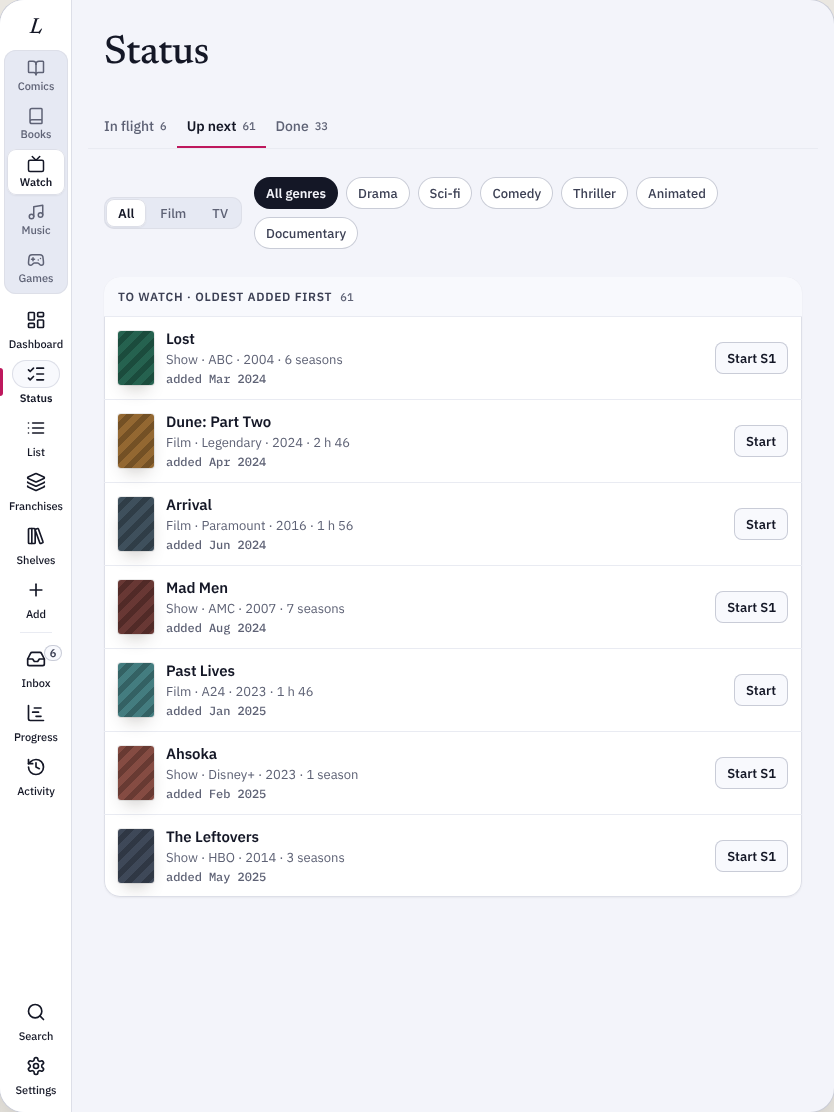 L
Comics
Books
Watch
Music
Games
Dashboard
Status
List
Franchises
Shelves
Add
6
Inbox
Progress
Activity
Search
Settings
Status
In flight 6 Up next 61 Done 33
All Film TV
All genres Drama Sci-fi Comedy Thriller Animated
Documentary
TO WATCH · OLDEST ADDED FIRST 61
Lost
Show · ABC · 2004 · 6 seasons
added Mar 2024
Start S1
Dune: Part Two
Film · Legendary · 2024 · 2 h 46
added Apr 2024
Start
Arrival
Film · Paramount · 2016 · 1 h 56
added Jun 2024
Start
Mad Men
Show · AMC · 2007 · 7 seasons
added Aug 2024
Start S1
Past Lives
Film · A24 · 2023 · 1 h 46
added Jan 2025
Start
Ahsoka
Show · Disney+ · 2023 · 1 season
added Feb 2025
Start S1
The Leftovers
Show · HBO · 2014 · 3 seasons
added May 2025
Start S1